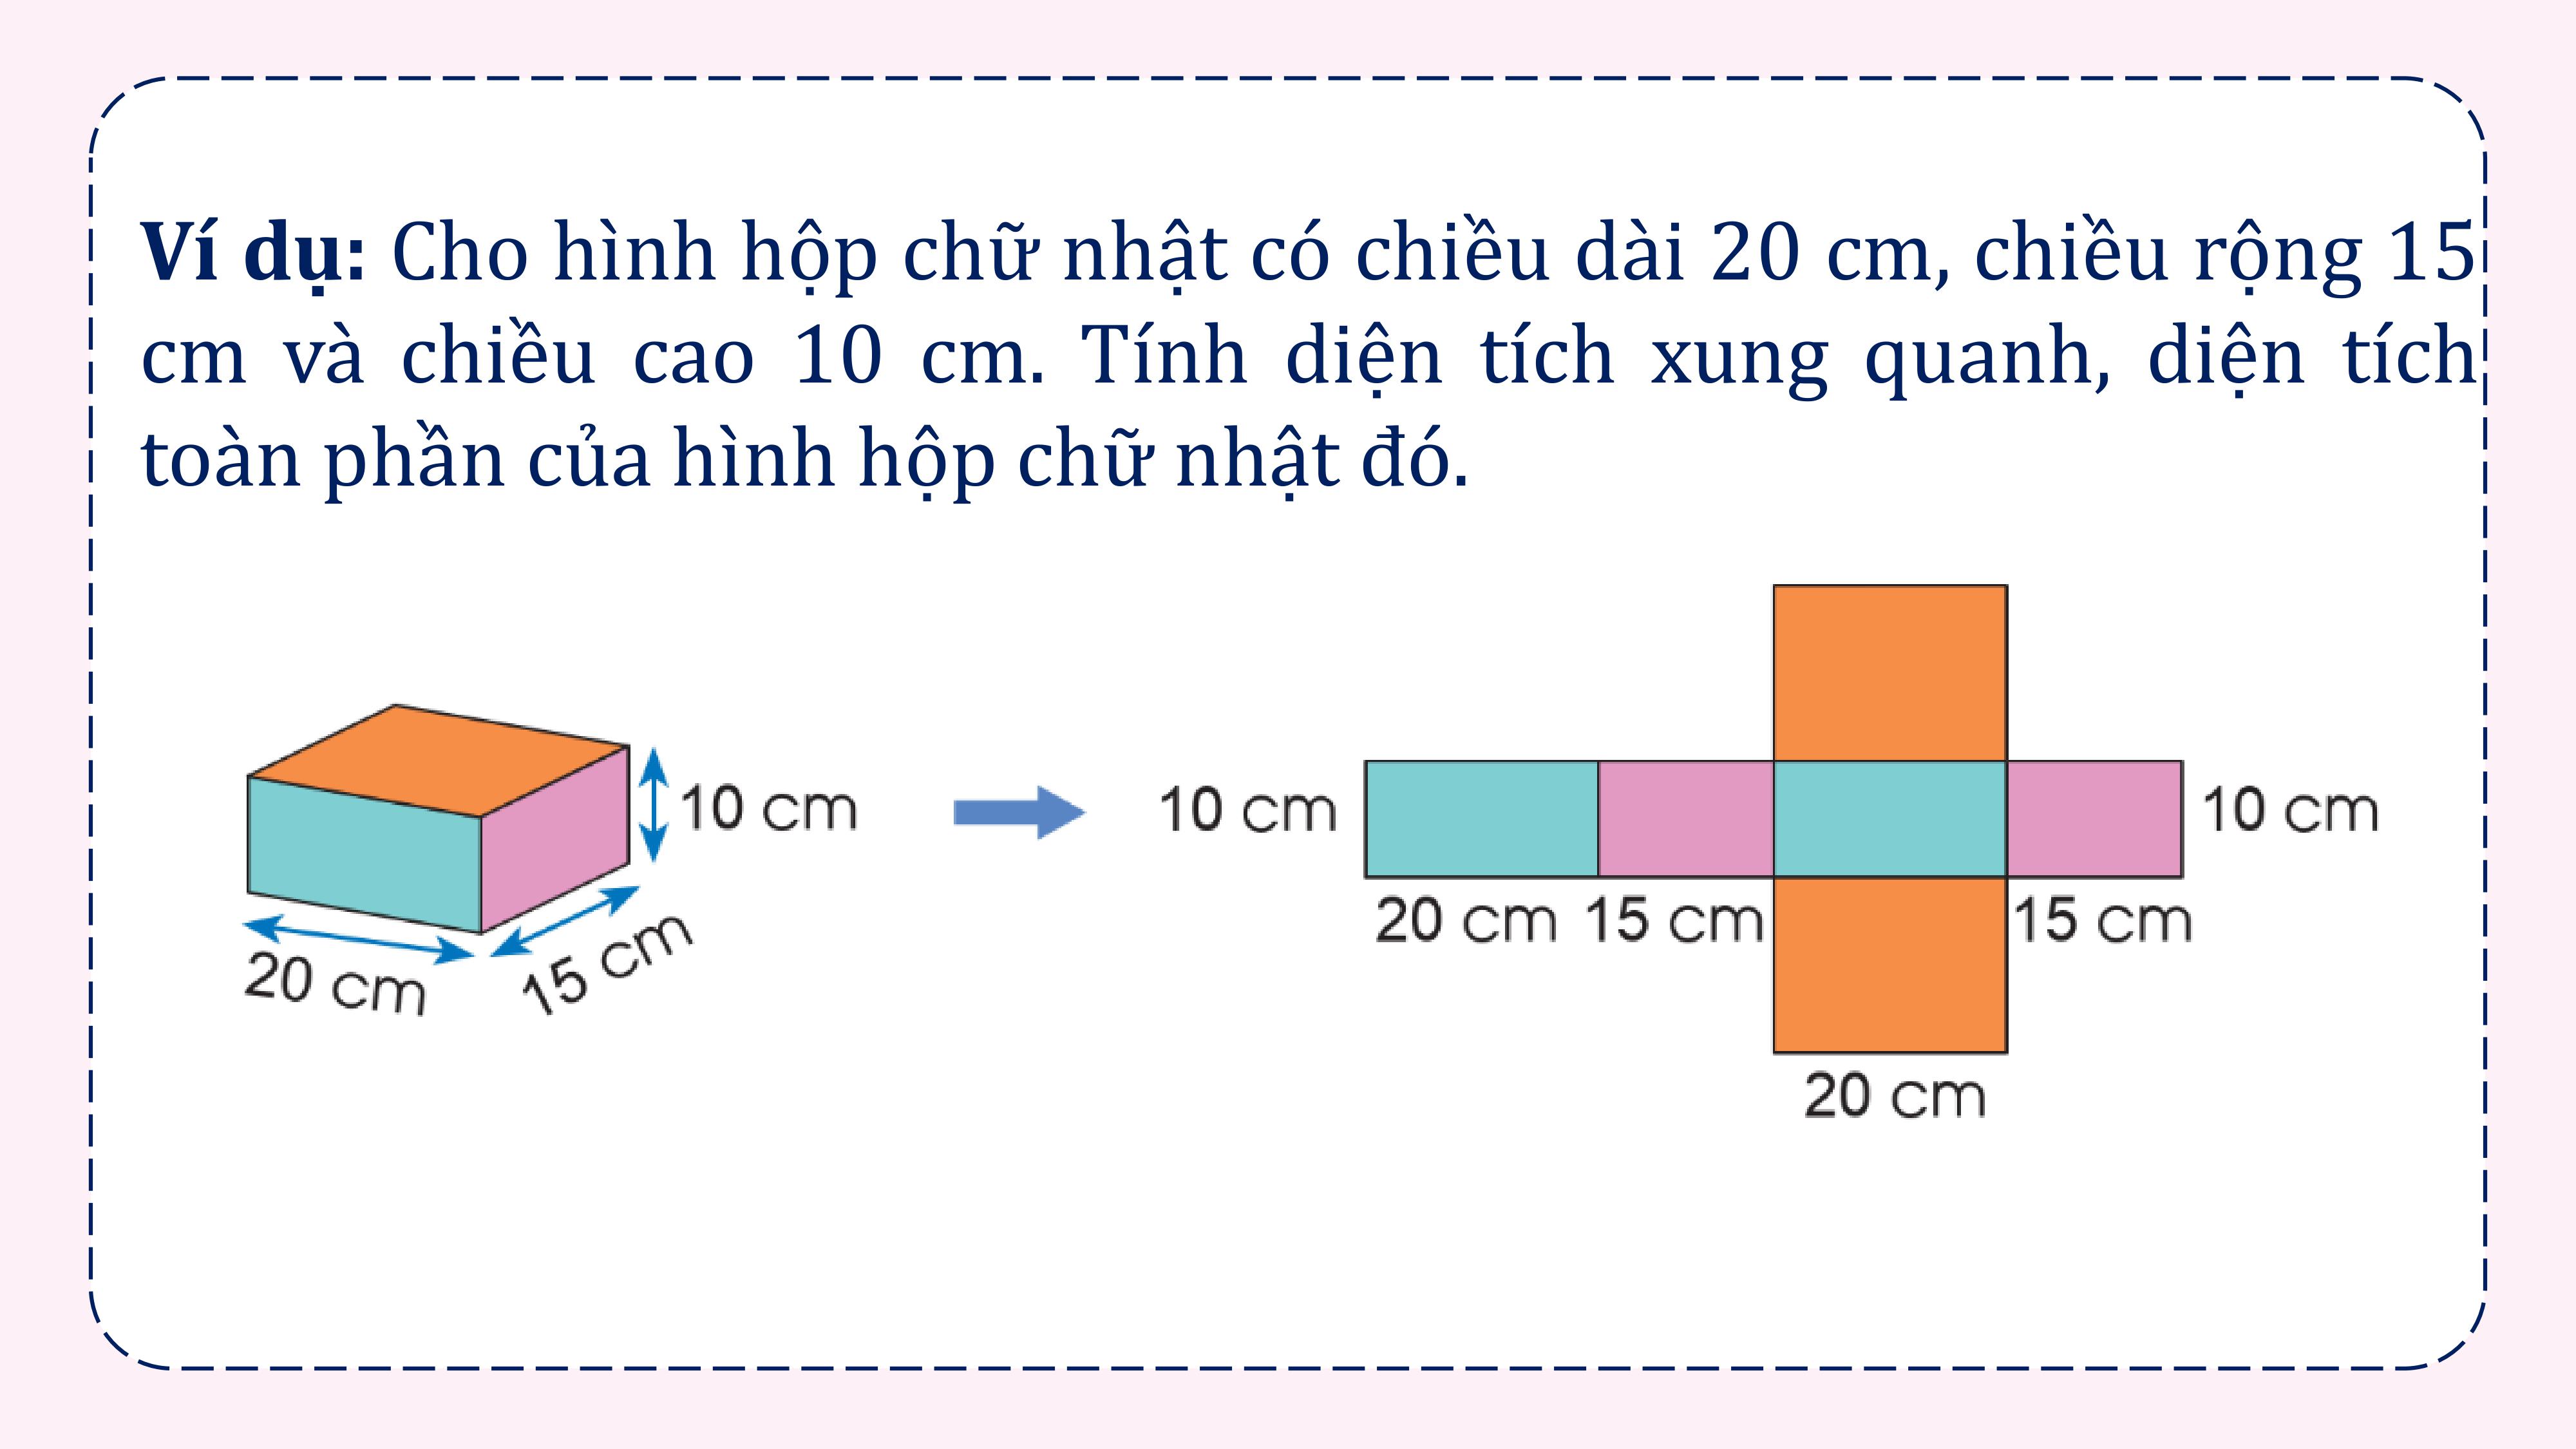 Ví dụ: Cho hình hộp chữ nhật có chiều dài 20 cm, chiều rộng 15
cm và chiều cao 10 cm. Tính diện tích xung quanh, diện tích
toàn phần của hình hộp chữ nhật đó.
10 cm
20 cm
15 cm
10 cm
10 cm
20 cm
15 cm
15 cm
20 cm